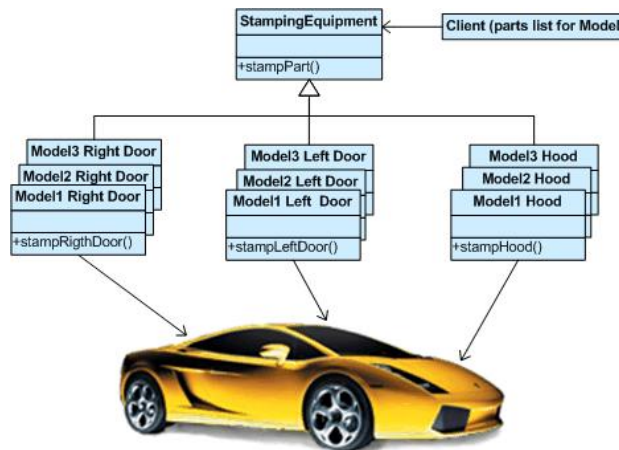 StampingEquipment
+stampPart()
Client (parts list for Model
Model3 Right Door
Model2 Right Door
Model1 Right Door
+stampRigthDoor()
Model3 Left Door
Model2 Left Door
Model1 Left Door
+stampLeftDoor()
Model3 Hood
Model2 Hood
Model1 Hood
+stampHood()